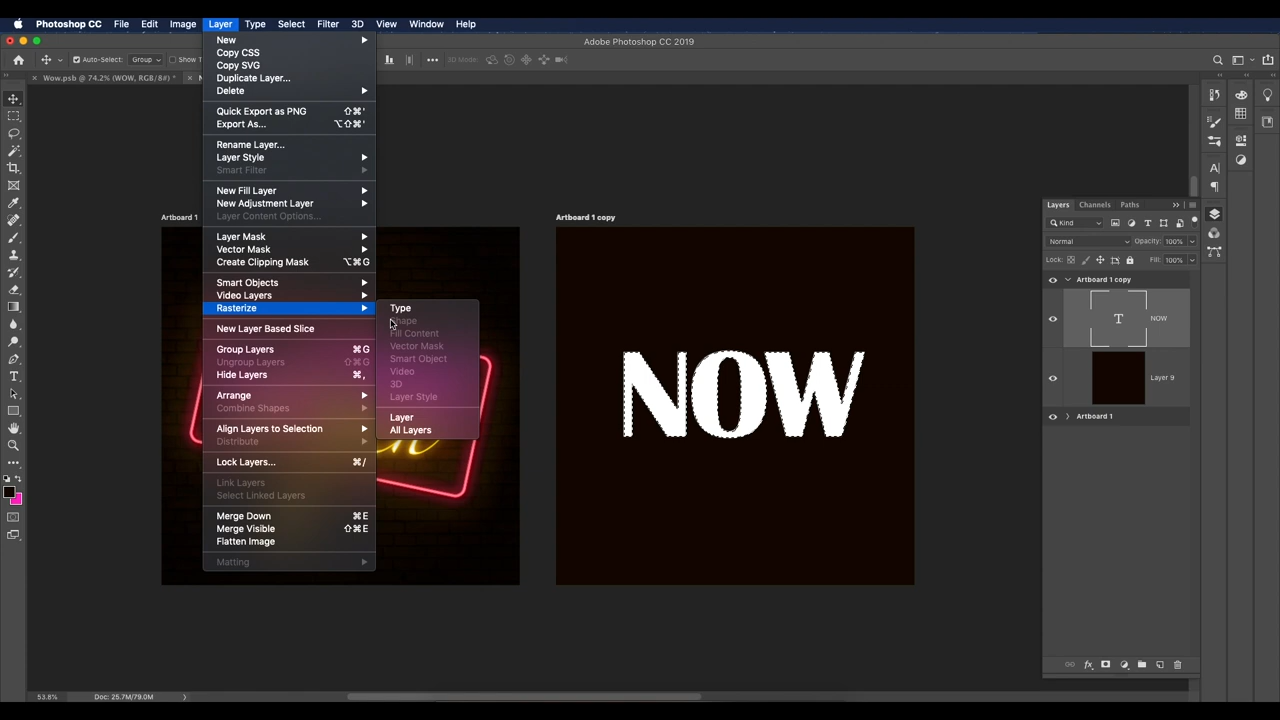 Photoshop CC File Edit Image Layer Type Select Filter 3D View Window Help
Adobe Photoshop CC 2019
Auto-Select: Group Show T 3D Mode:
Wow.psb @ 74.2% (WOW, RGB/8#) *
New
Copy CSS
Copy SVG
Duplicate Layer...
Delete
Quick Export as PNG ⇧⌘'
Export As... ⌥⇧⌘'
Rename Layer...
Layer Style
Smart Filter
New Fill Layer
New Adjustment Layer
Layer Content Options...
Layer Mask
Vector Mask
Create Clipping Mask ⌥⌘G
Smart Objects
Video Layers
Rasterize
New Layer Based Slice
Group Layers ⌘G
Ungroup Layers ⇧⌘G
Hide Layers ⌘,
Arrange
Combine Shapes
Align Layers to Selection
Distribute
Lock Layers... ⌘/
Link Layers
Select Linked Layers
Merge Down ⌘E
Merge Visible ⇧⌘E
Flatten Image
Matting
Type
Shape
Fill Content
Vector Mask
Smart Object
Video
3D
Layer Style
Layer
All Layers
Artboard 1
Artboard 1 copy
NOW
Layers Channels Paths
Kind
Normal Opacity: 100%
Lock: Fill: 100%
Artboard 1 copy
T NOW
Layer 9
Artboard 1
53.8% Doc: 25.7M/79.0M